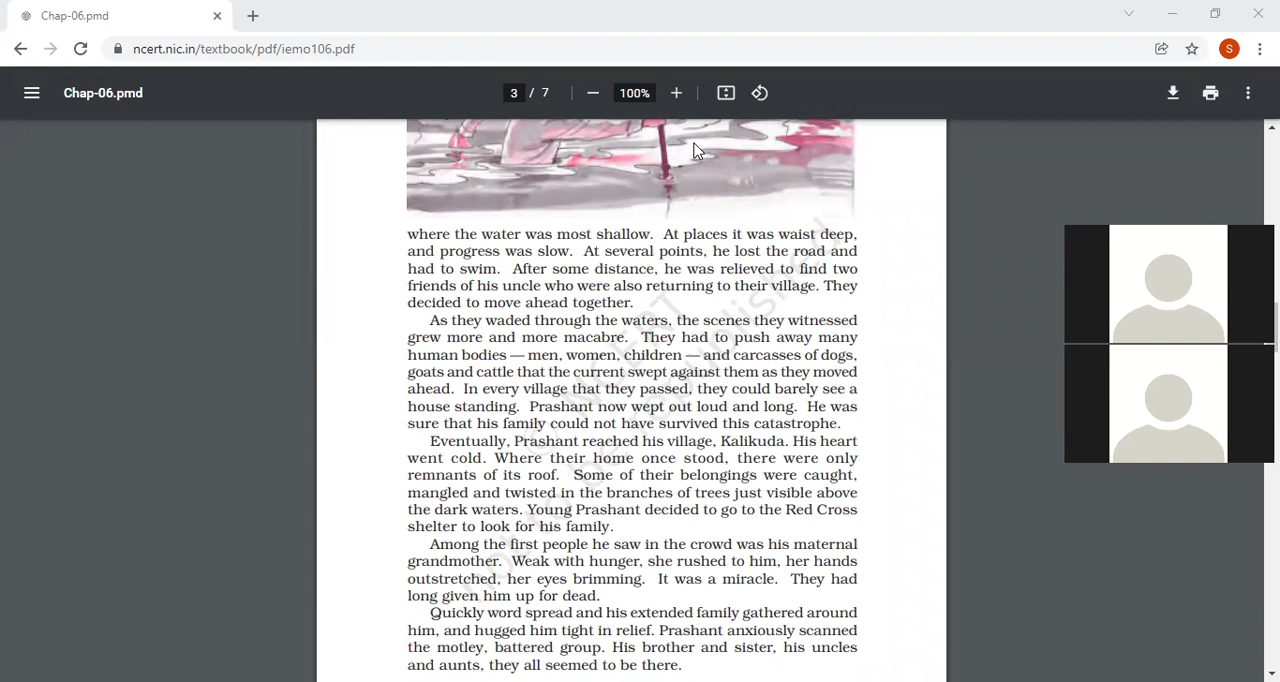 Chap-06.pmd
ncert.nic.in/textbook/pdf/iemo106.pdf
S
Chap-06.pmd
3 / 7
100%
where the water was most shallow. At places it was waist deep,
and progress was slow. At several points, he lost the road and
had to swim. After some distance, he was relieved to find two
friends of his uncle who were also returning to their village. They
decided to move ahead together.
As they waded through the waters, the scenes they witnessed
grew more and more macabre. They had to push away many
human bodies — men, women, children — and carcasses of dogs,
goats and cattle that the current swept against them as they moved
ahead. In every village that they passed, they could barely see a
house standing. Prashant now wept out loud and long. He was
sure that his family could not have survived this catastrophe.
Eventually, Prashant reached his village, Kalikuda. His heart
went cold. Where their home once stood, there were only
remnants of its roof. Some of their belongings were caught,
mangled and twisted in the branches of trees just visible above
the dark waters. Young Prashant decided to go to the Red Cross
shelter to look for his family.
Among the first people he saw in the crowd was his maternal
grandmother. Weak with hunger, she rushed to him, her hands
outstretched, her eyes brimming. It was a miracle. They had
long given him up for dead.
Quickly word spread and his extended family gathered around
him, and hugged him tight in relief. Prashant anxiously scanned
the motley, battered group. His brother and sister, his uncles
and aunts, they all seemed to be there.
© NCERT
not to be republished